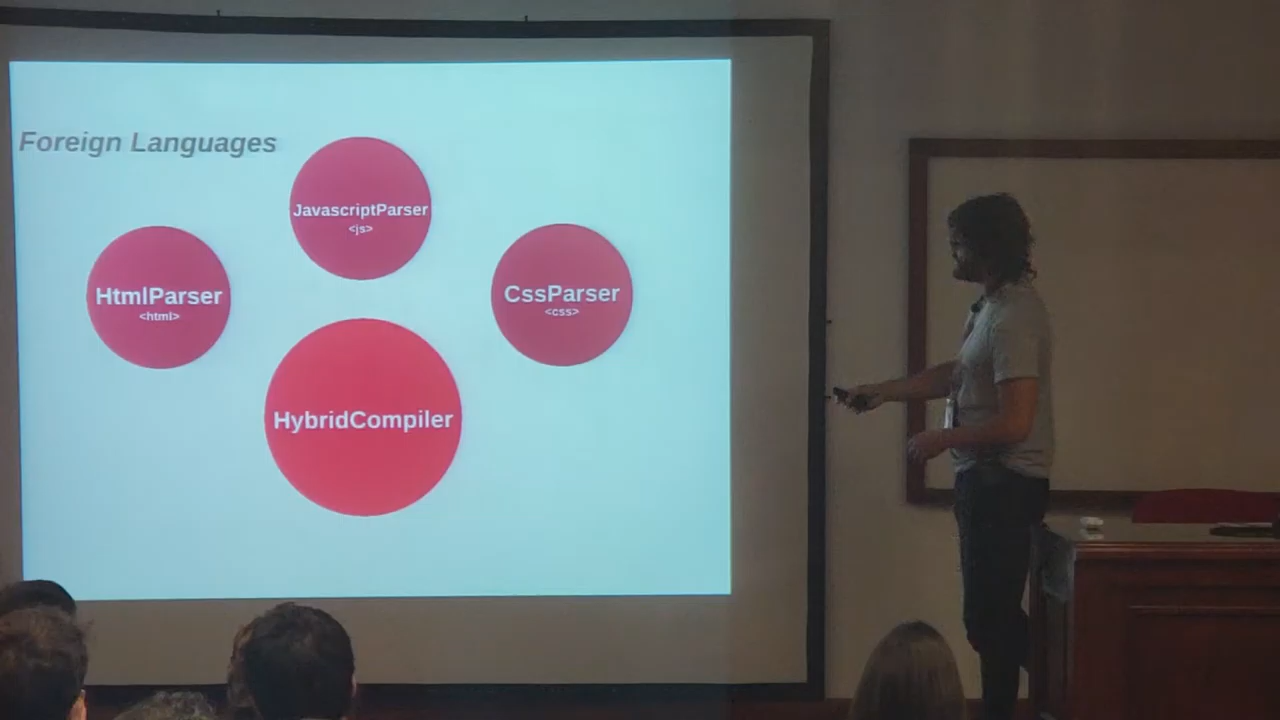 Foreign Languages
JavascriptParser
<js>
HtmlParser
<html>
CssParser
<css>
HybridCompiler